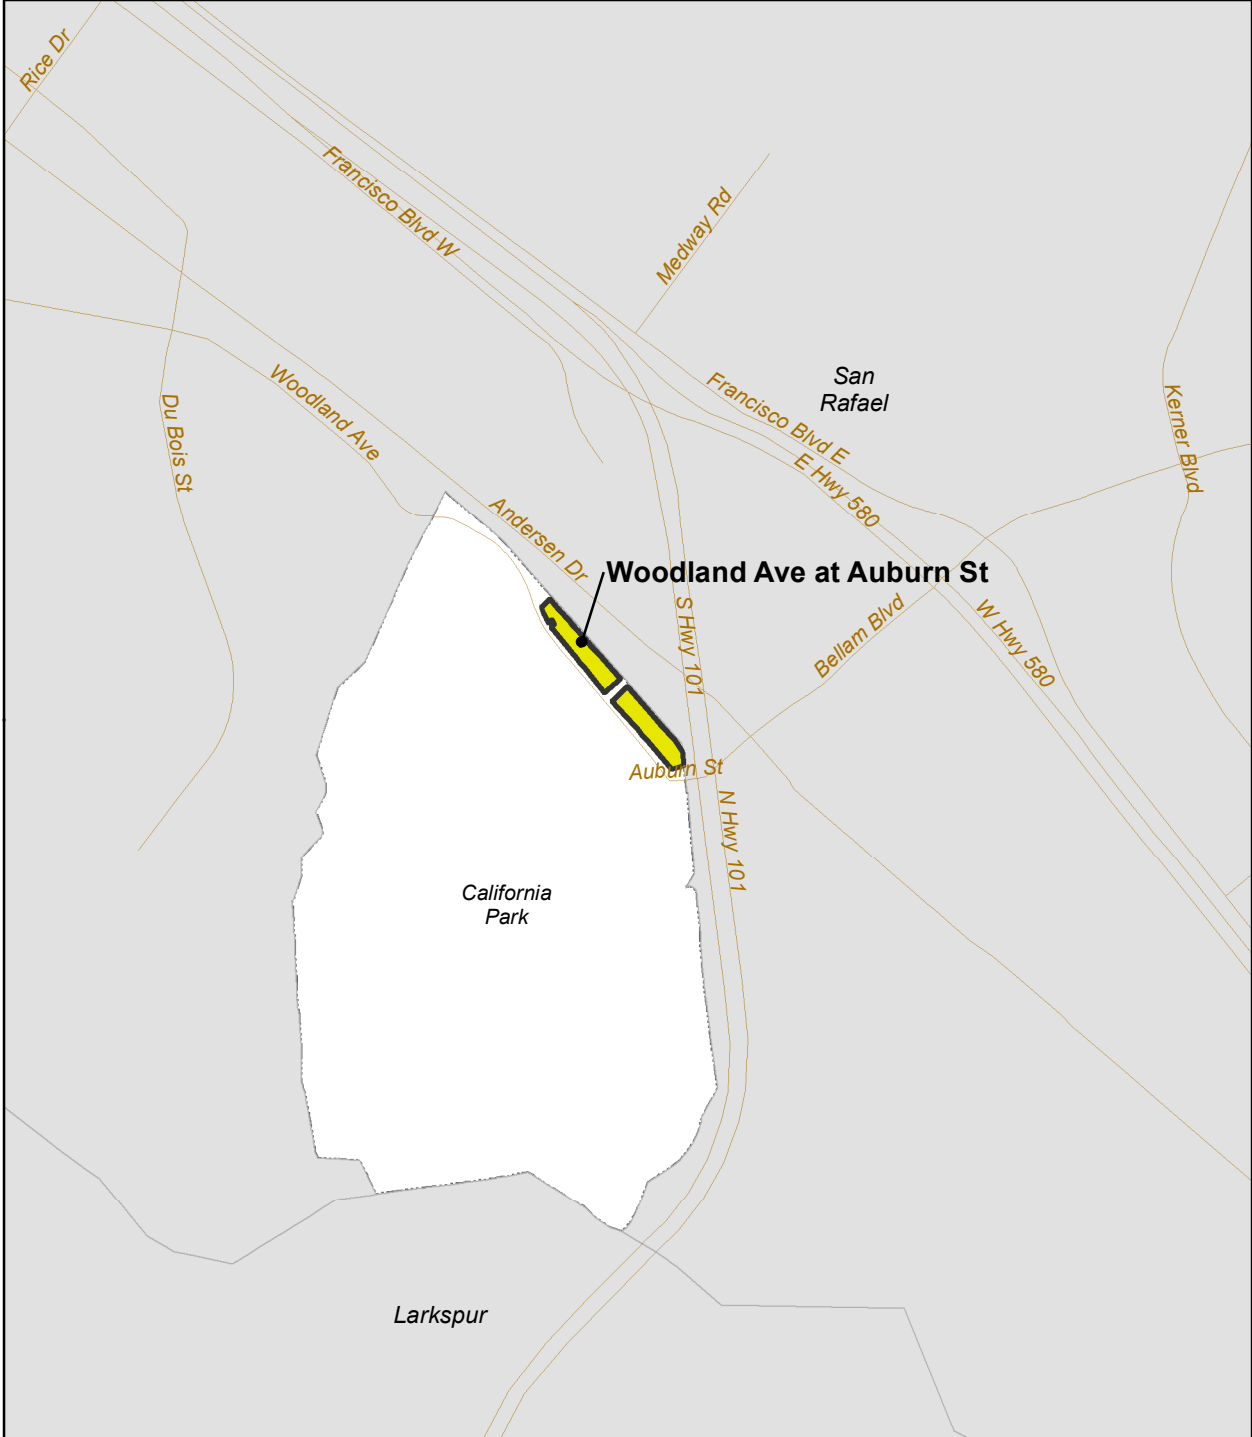 Rice Dr
Francisco Blvd W
Medway Rd
San
Rafael
Woodland Ave
Du Bois St
Francisco Blvd E
Kerner Blvd
E Hwy 580
Andersen Dr
Woodland Ave at Auburn St
S Hwy 101
Bellam Blvd
W Hwy 580
Auburn St
N Hwy 101
California
Park
Larkspur